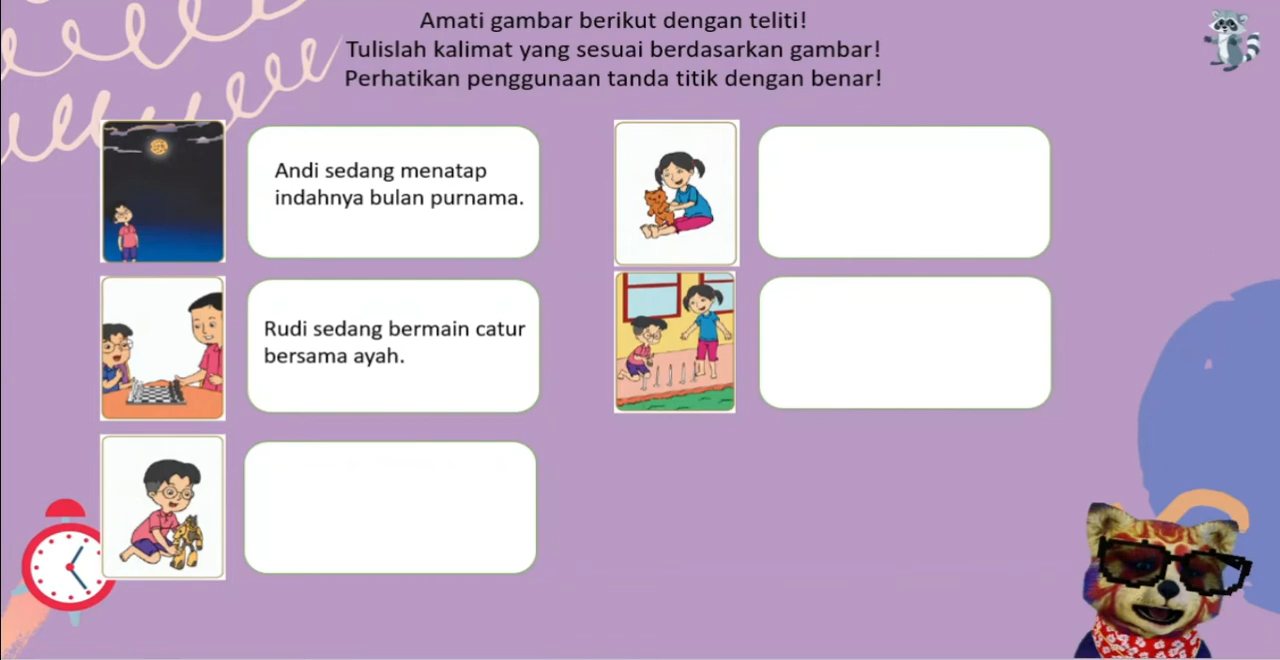 Amati gambar berikut dengan teliti!
Tulislah kalimat yang sesuai berdasarkan gambar!
Perhatikan penggunaan tanda titik dengan benar!
Andi sedang menatap
indahnya bulan purnama.
Rudi sedang bermain catur
bersama ayah.